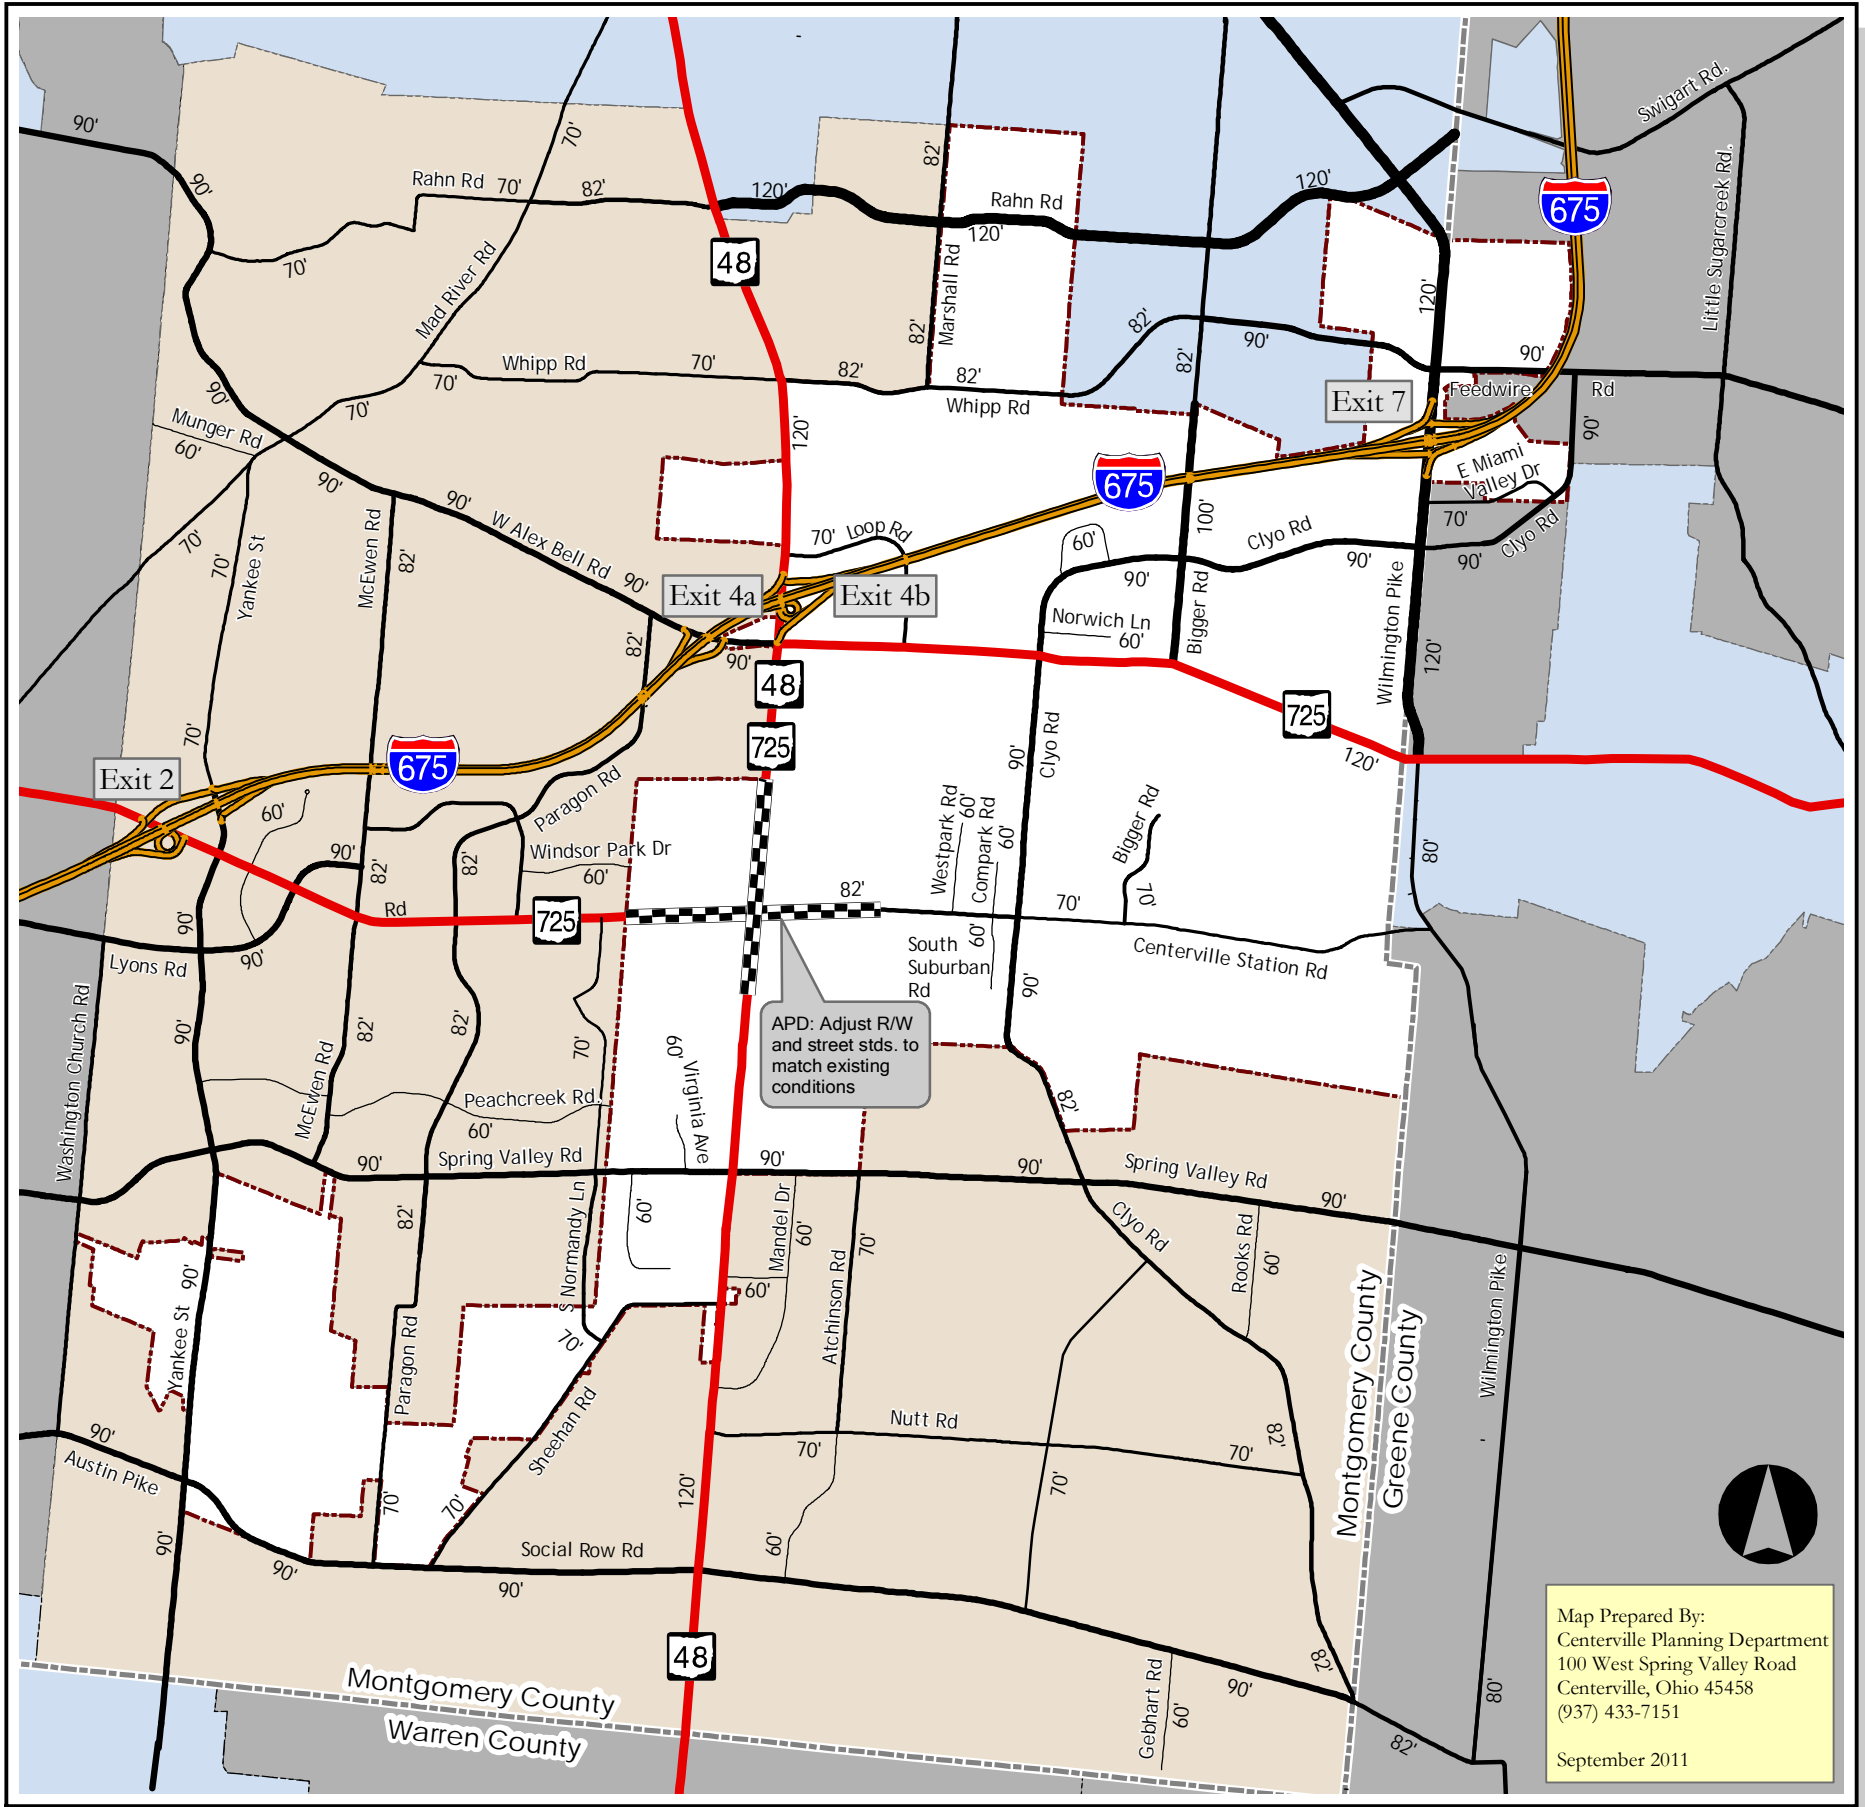 90'
90'
Rahn Rd
70'
82'
70'
120'
82'
Rahn Rd
120'
120'
Swigart Rd.
675
Little Sugarcreek Rd.
70'
Mad River Rd
48
Marshall Rd
82'
82'
82'
90'
120'
90'
Whipp Rd
70'
70'
82'
82'
Whipp Rd
Exit 7
Feedwire
Rd
90'
90'
Munger Rd
60'
70'
120'
90'
90'
W Alex Bell Rd
90'
675
E Miami
Valley Dr
70'
Clyo Rd
90'
70'
70'
Yankee St
McEwen Rd
82'
70'
Loop Rd
60'
100'
Clyo Rd
90'
90'
Exit 4a
Exit 4b
Norwich Ln
60'
Bigger Rd
Wilmington Pike
120'
82'
90'
48
725
725
120'
70'
Exit 2
675
Clyo Rd
90'
60'
Paragon Rd
Windsor Park Dr
60'
90'
82'
82'
Rd
725
82'
Westpark Rd
60'
Compark Rd
60'
Bigger Rd
70'
80'
70'
Centerville Station Rd
South
Suburban
Rd
60'
90'
Lyons Rd
90'
90'
Washington Church Rd
90'
82'
82'
70'
APD: Adjust R/W
and street stds. to
match existing
conditions
60'
Virginia Ave
McEwen Rd
Peachcreek Rd.
60'
82'
90'
Spring Valley Rd
90'
90'
Spring Valley Rd
90'
82'
S Normandy Ln
60'
Mandel Dr
60'
60'
Atchinson Rd
70'
Clyo Rd
Rooks Rd
60'
90'
Yankee St
Paragon Rd
70'
Sheehan Rd
Montgomery County
Greene County
Wilmington Pike
Nutt Rd
70'
70'
82'
90'
Austin Pike
70'
70'
120'
70'
90'
90'
Social Row Rd
90'
60'
48
82'
90'
Gebhart Rd
60'
80'
82'
Montgomery County
Warren County
Map Prepared By:
Centerville Planning Department
100 West Spring Valley Road
Centerville, Ohio 45458
(937) 433-7151
September 2011